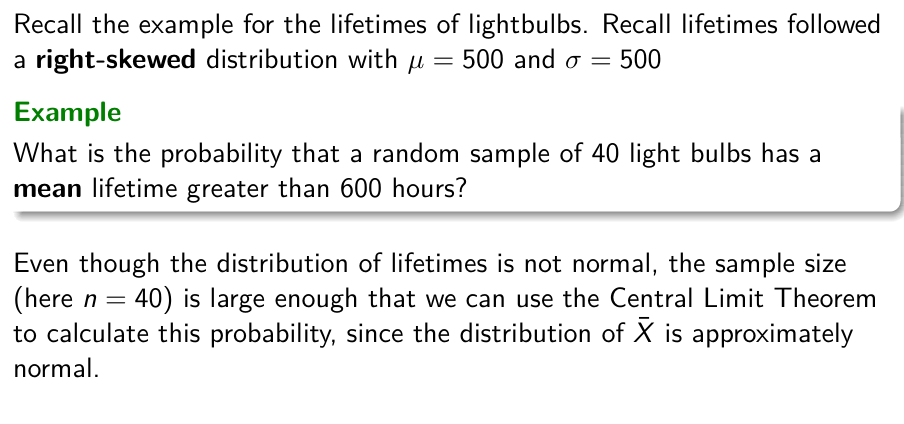 Recall the example for the lifetimes of lightbulbs. Recall lifetimes followed
a right-skewed distribution with μ = 500 and σ = 500
Example
What is the probability that a random sample of 40 light bulbs has a
mean lifetime greater than 600 hours?
Even though the distribution of lifetimes is not normal, the sample size
(here n = 40) is large enough that we can use the Central Limit Theorem
to calculate this probability, since the distribution of X̄ is approximately
normal.